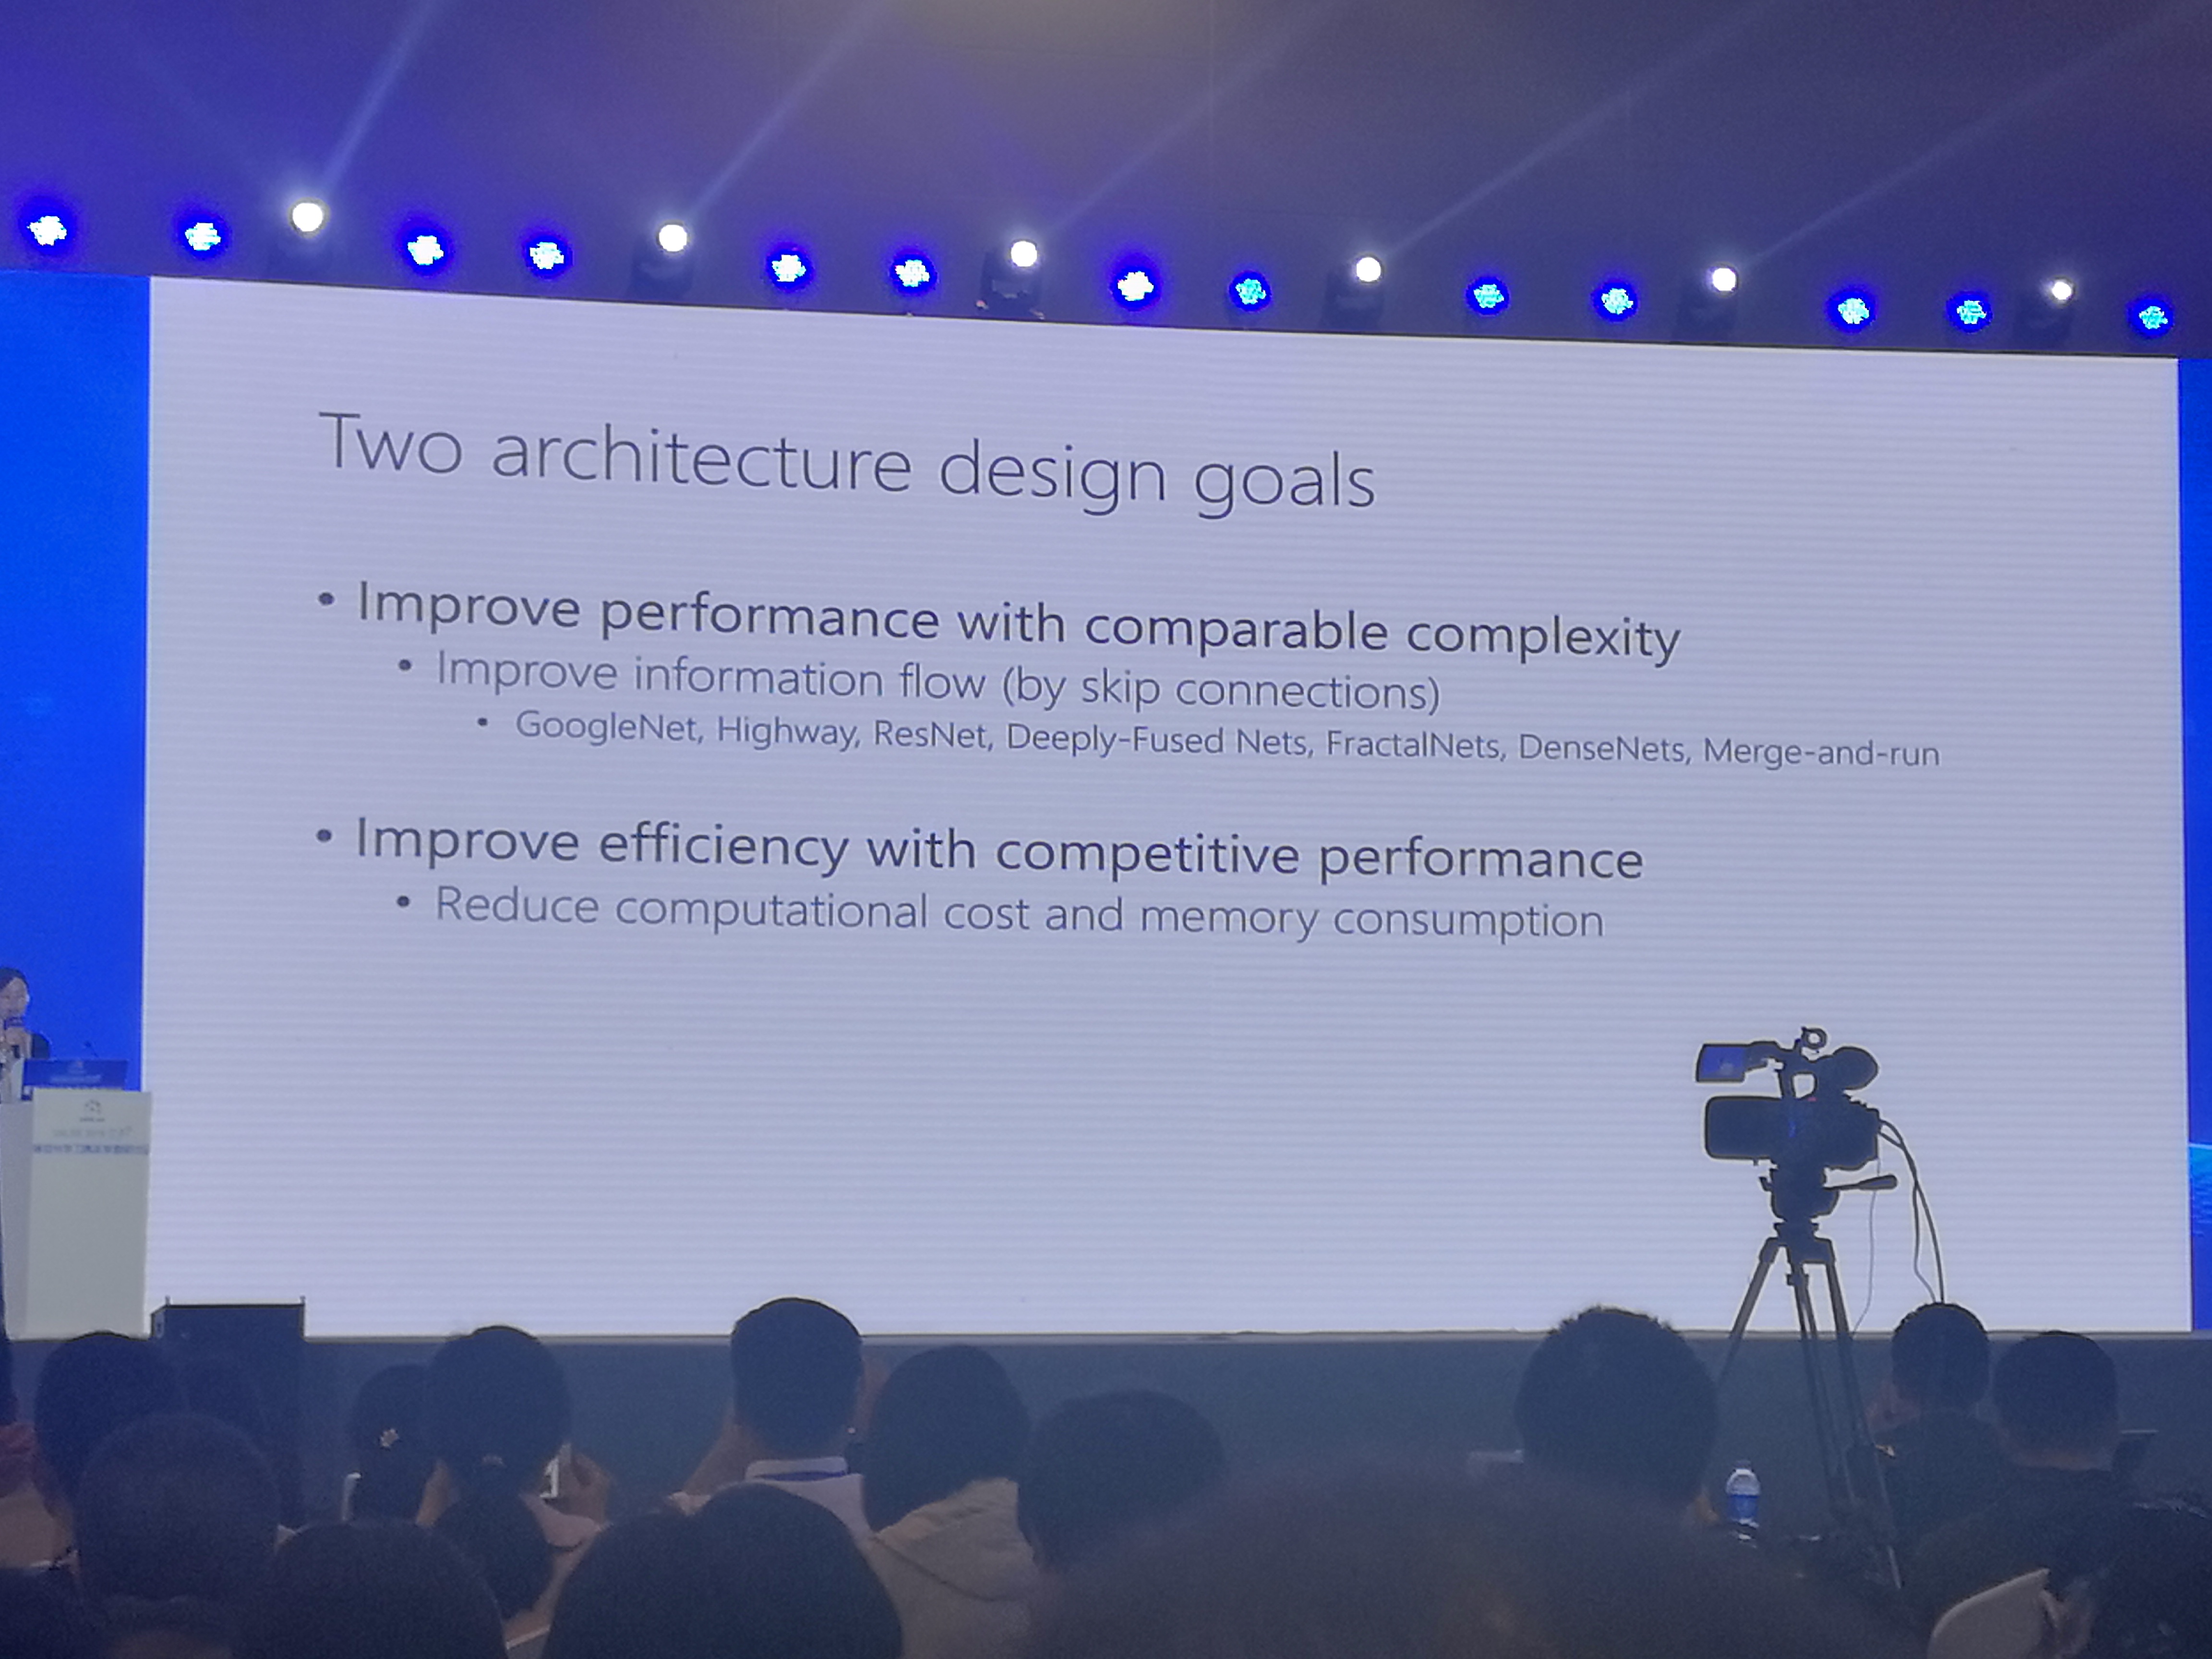 Two architecture design goals
• Improve performance with comparable complexity
• Improve information flow (by skip connections)
• GoogleNet, Highway, ResNet, Deeply-Fused Nets, FractalNets, DenseNets, Merge-and-run
• Improve efficiency with competitive performance
• Reduce computational cost and memory consumption